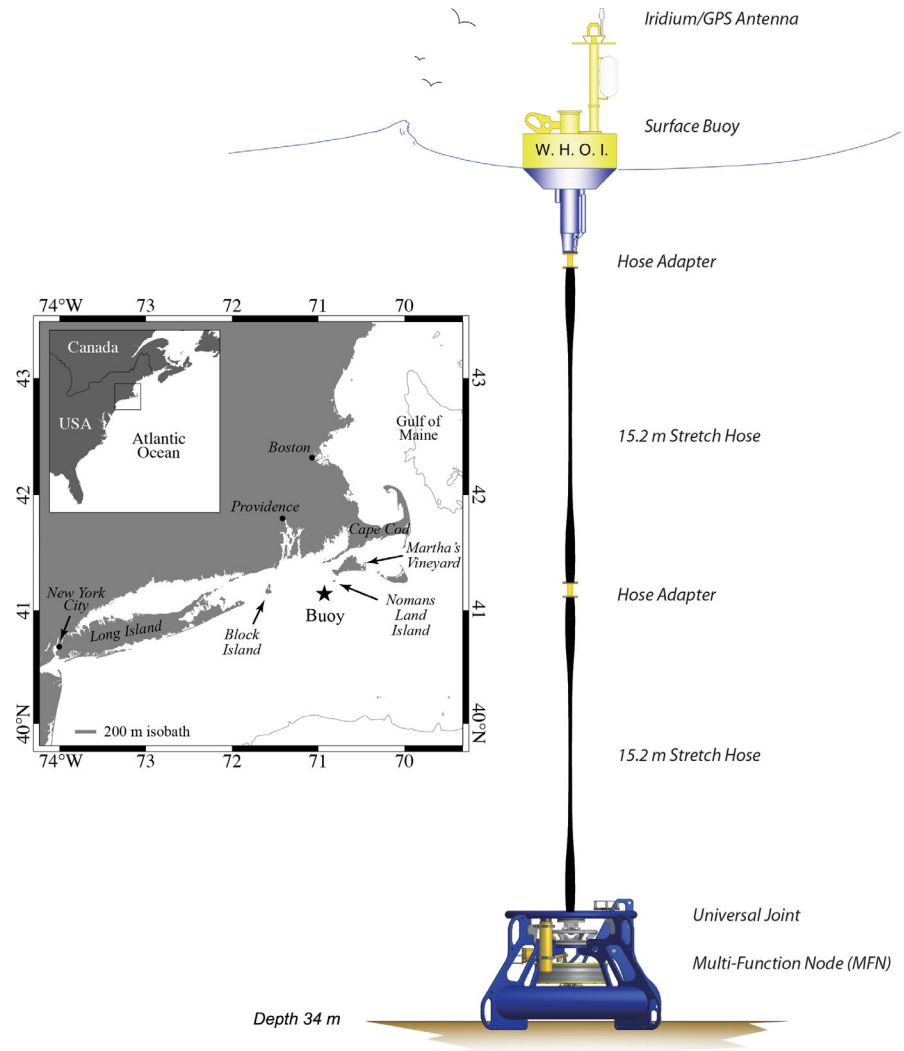 Iridium/GPS Antenna
Surface Buoy
W. H. O. I.
Hose Adapter
15.2 m Stretch Hose
Hose Adapter
15.2 m Stretch Hose
Universal Joint
Multi-Function Node (MFN)
Depth 34 m
74°W 73 72 71 70
43 43
42 42
41 41
40°N 40°N
74°W 73 72 71 70
Canada
USA
Atlantic
Ocean
Gulf of
Maine
Boston
Providence
Cape Cod
Martha's
Vineyard
New York
City
Long Island
Block
Island
Buoy
Nomans
Land
Island
200 m isobath